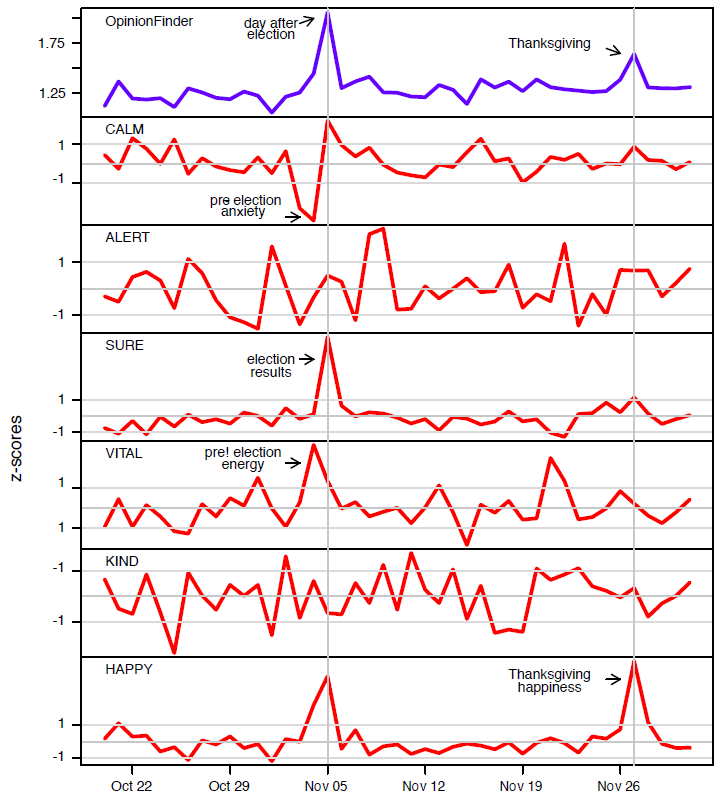 OpinionFinder
day after
election
Thanksgiving
1.75
1.25
CALM
1
-1
pre election
anxiety
ALERT
1
-1
SURE
election
results
1
-1
z-scores
VITAL
pre! election
energy
1
1
KIND
-1
-1
HAPPY
Thanksgiving
happiness
1
-1
Oct 22
Oct 29
Nov 05
Nov 12
Nov 19
Nov 26